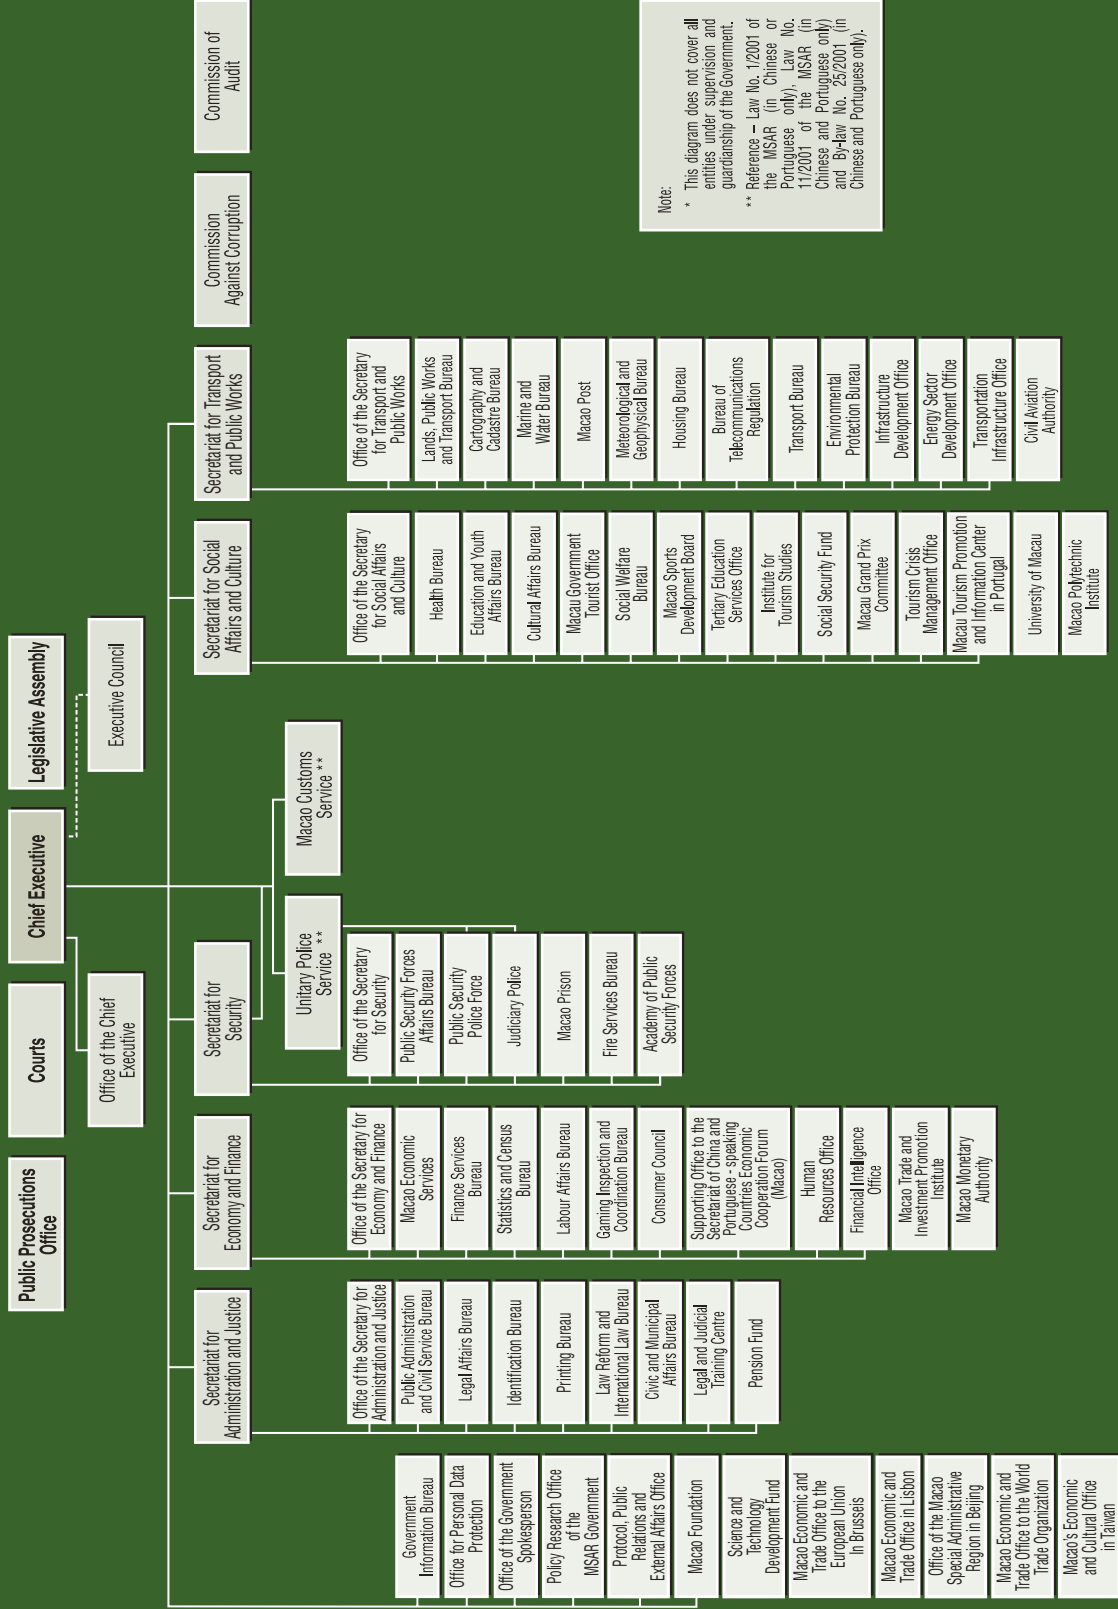 Public Prosecutions
Office
Courts
Chief Executive
Legislative Assembly
Office of the Chief
Executive
Executive Council
Secretariat for
Administration and Justice
Secretariat for
Economy and Finance
Secretariat for
Security
Secretariat for Social
Affairs and Culture
Secretariat for Transport
and Public Works
Commission
Against Corruption
Commission of
Audit
Unitary Police
Service **
Macao Customs
Service **
Government
Information Bureau
Office for Personal Data
Protection
Office of the Government
Spokesperson
Policy Research Office
of the
MSAR Government
Protocol, Public
Relations and
External Affairs Office
Macao Foundation
Science and
Technology
Development Fund
Macao Economic and
Trade Office to the
European Union
In Brusseis
Macao Economic and
Trade Office in Lisbon
Office of the Macao
Special Administrative
Region in Beijing
Macao Economic and
Trade Office to the World
Trade Organization
Macao's Economic
and Cultural Office
in Taiwan
Office of the Secretary for
Administration and Justice
Public Administration
and Civil Service Bureau
Legal Affairs Bureau
Identification Bureau
Printing Bureau
Law Reform and
International Law Bureau
Civic and Municipal
Affairs Bureau
Legal and Judicial
Training Centre
Pension Fund
Office of the Secretary for
Economy and Finance
Macao Economic
Services
Finance Services
Bureau
Statistics and Census
Bureau
Labour Affairs Bureau
Gaming Inspection and
Coordination Bureau
Consumer Council
Supporting Office to the
Secretariat of China and
Portuguese - speaking
Countries Economic
Cooperation Forum
(Macao)
Human
Resources Office
Financial Intelligence
Office
Macao Trade and
Investment Promotion
Institute
Macao Monetary
Authority
Office of the Secretary
for Security
Public Security Forces
Affairs Bureau
Public Security
Police Force
Judiciary Police
Macao Prison
Fire Services Bureau
Academy of Public
Security Forces
Office of the Secretary
for Social Affairs
and Culture
Health Bureau
Education and Youth
Affairs Bureau
Cultural Affairs Bureau
Macau Government
Tourist Office
Social Welfare
Bureau
Macao Sports
Development Board
Tertiary Education
Services Office
Institute for
Tourism Studies
Social Security Fund
Macau Grand Prix
Committee
Tourism Crisis
Management Office
Macau Tourism Promotion
and Information Center
in Portugal
University of Macau
Macao Polytechnic
Institute
Office of the Secretary
for Transport and
Public Works
Lands, Public Works
and Transport Bureau
Cartography and
Cadastre Bureau
Marine and
Water Bureau
Macao Post
Meteorological and
Geophysical Bureau
Housing Bureau
Bureau of
Telecommunications
Regulation
Transport Bureau
Environmental
Protection Bureau
Infrastructure
Development Office
Energy Sector
Development Office
Transportation
Infrastructure Office
Civil Aviation
Authority
Note:
* This diagram does not cover all
entities under supervision and
guardianship of the Government.
** Reference – Law No. 1/2001 of
the MSAR (in Chinese or
Portuguese only), Law No.
11/2001 of the MSAR (in
Chinese and Portuguese only)
and By-law No. 25/2001 (in
Chinese and Portuguese only).